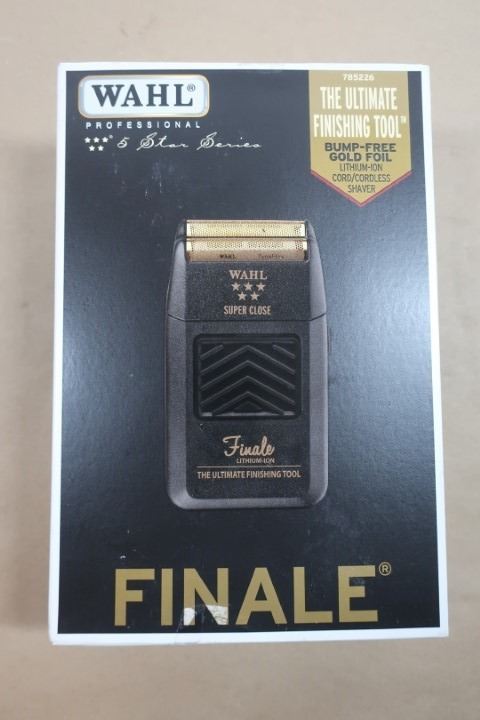 785226
WAHL®
PROFESSIONAL
5 Star Series
THE ULTIMATE
FINISHING TOOL™
BUMP-FREE
GOLD FOIL
LITHIUM-ION
CORD/CORDLESS
SHAVER
WAHL
WAHL
SUPER CLOSE
Finale
LITHIUM-ION
THE ULTIMATE FINISHING TOOL
FINALE®